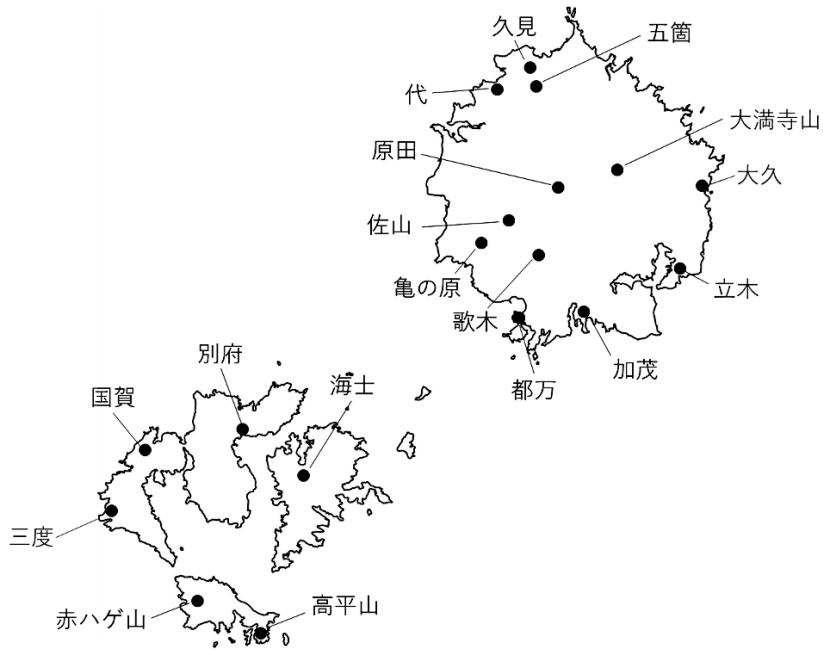 久見
五箇
代
大満寺山
原田
大久
佐山
亀の原
立木
歌木
加茂
都万
別府
海士
国賀
三度
赤ハゲ山
高平山